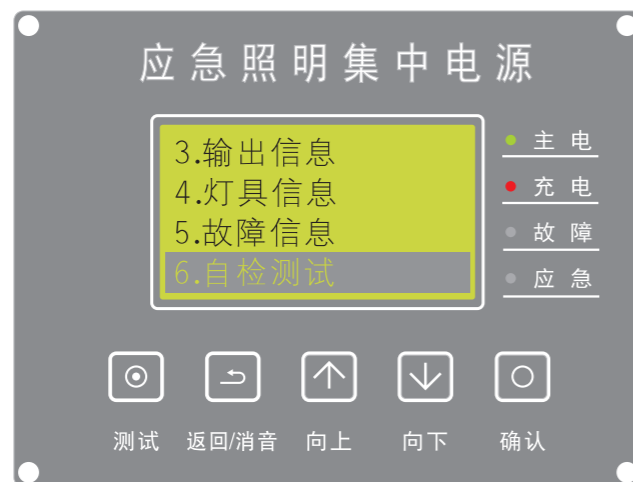 应急照明集中电源
3.输出信息
4.灯具信息
5.故障信息
6.自检测试
主电
充电
故障
应急
测试 返回/消音 向上 向下 确认